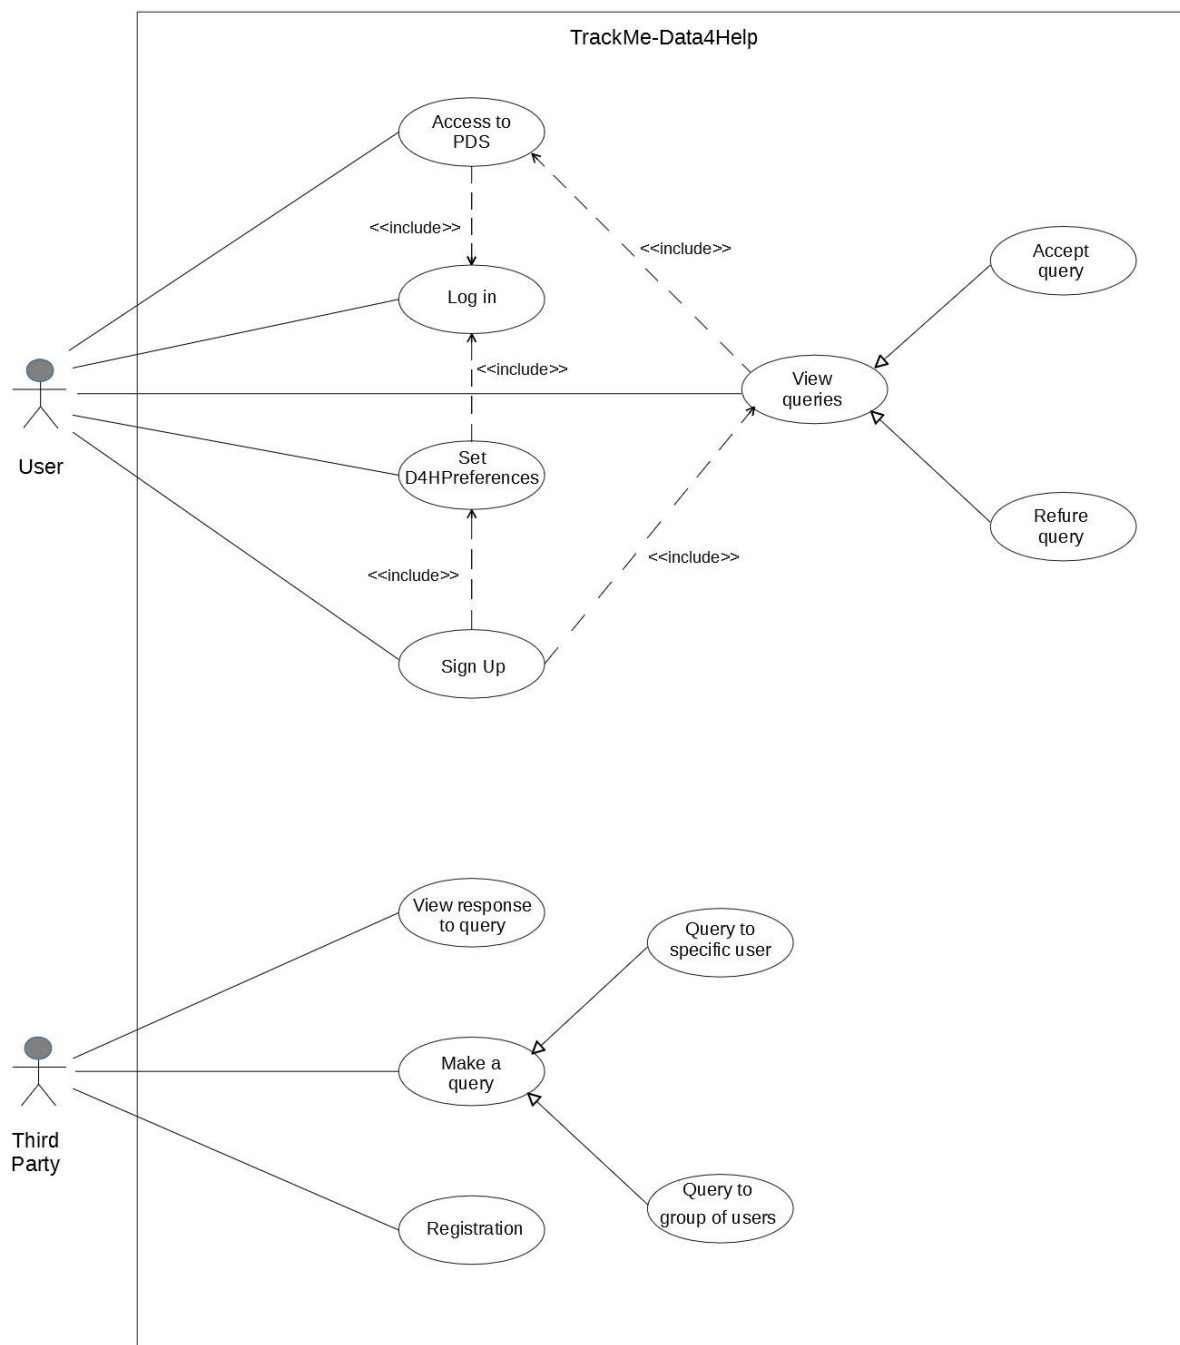 TrackMe-Data4Help
Access to
PDS
<<include>>
<<include>>
Accept
query
Log in
<<include>>
View
queries
User
Set
D4HPreferences
Refure
query
<<include>>
<<include>>
Sign Up
View response
to query
Query to
specific user
Make a
query
Third
Party
Query to
group of users
Registration